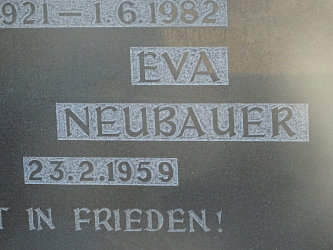 921 – 1.6.1982
EVA
NEUBAUER
23.2.1959
T IN FRIEDEN!